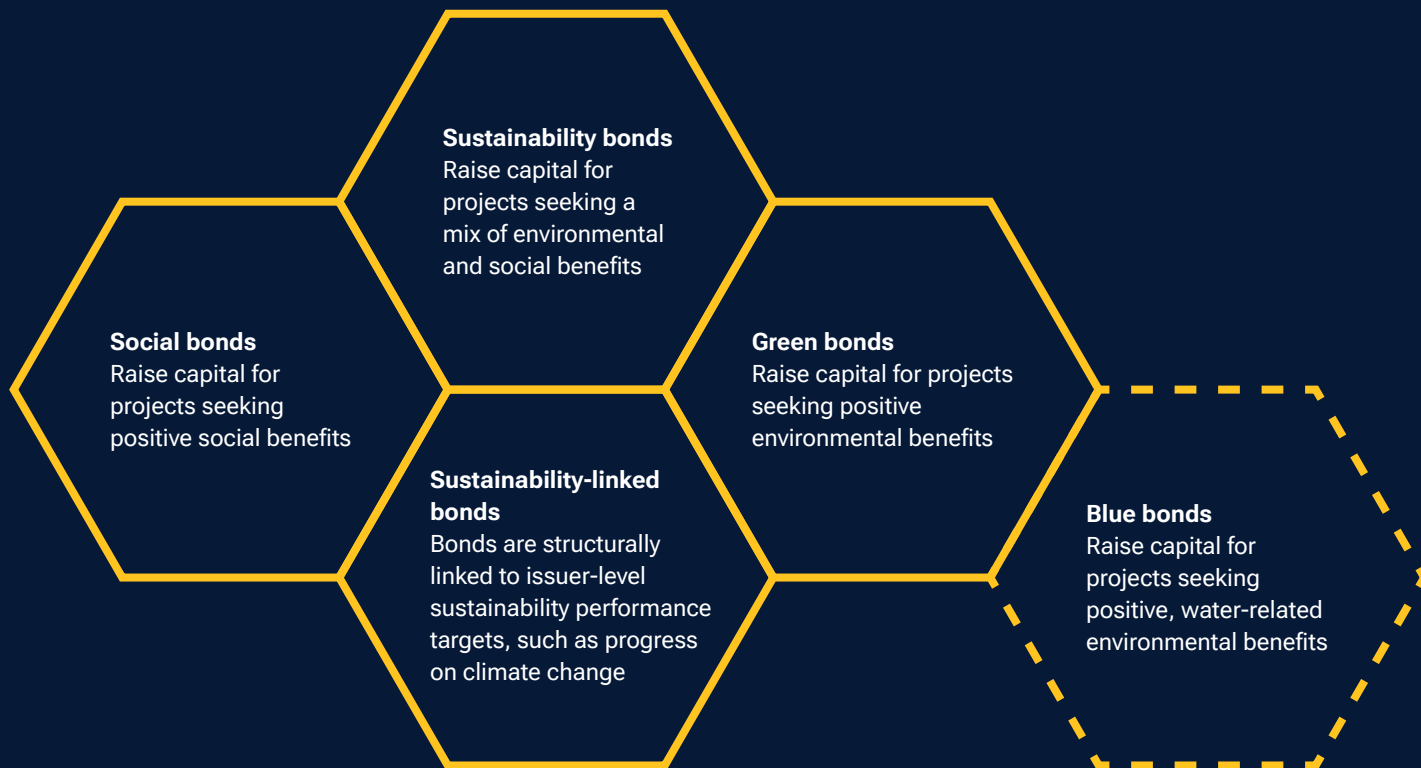 Sustainability bonds
Raise capital for
projects seeking a
mix of environmental
and social benefits
Social bonds
Raise capital for
projects seeking
positive social benefits
Green bonds
Raise capital for projects
seeking positive
environmental benefits
Sustainability-linked
bonds
Bonds are structurally
linked to issuer-level
sustainability performance
targets, such as progress
on climate change
Blue bonds
Raise capital for
projects seeking
positive, water-related
environmental benefits